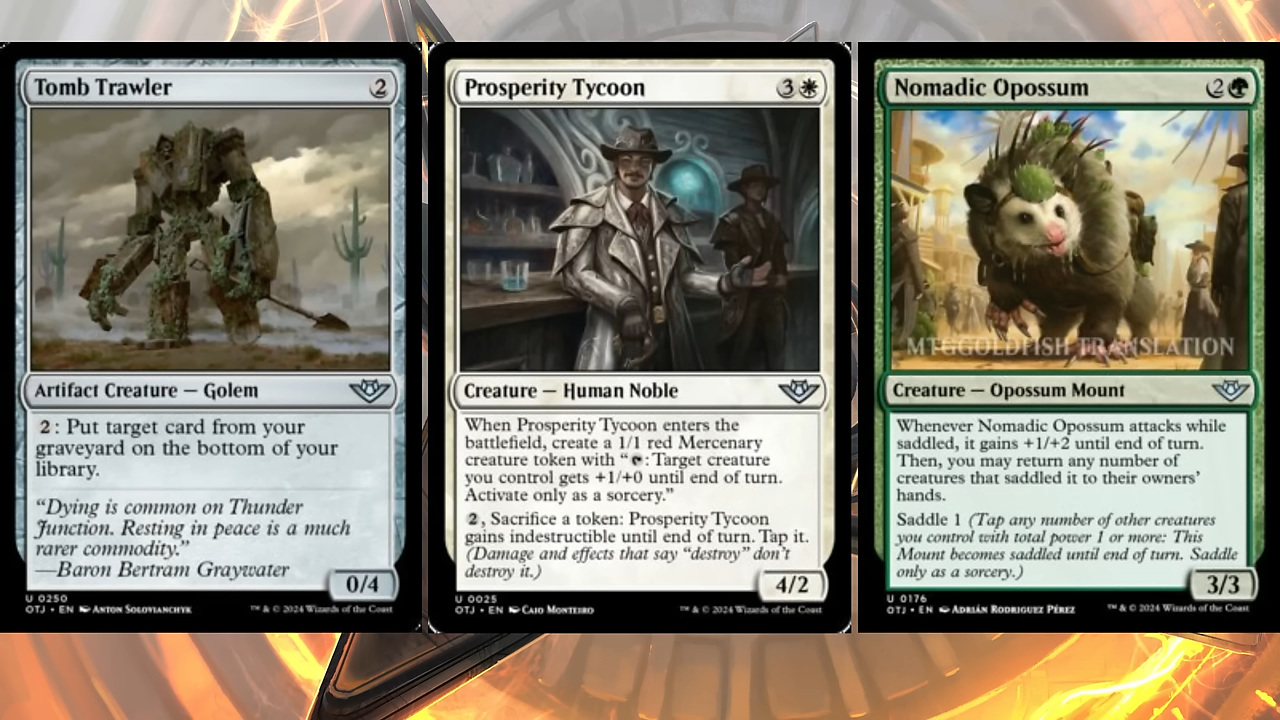 Tomb Trawler
2
Artifact Creature — Golem
2: Put target card from your
graveyard on the bottom of your
library.
“Dying is common on Thunder
Junction. Resting in peace is a much
rarer commodity.”
—Baron Bertram Graywater
0/4
U 0250
OTJ • EN Anton Solovianchyk
™ & © 2024 Wizards of the Coast
Prosperity Tycoon
3
Creature — Human Noble
When Prosperity Tycoon enters the
battlefield, create a 1/1 red Mercenary
creature token with “: Target creature
you control gets +1/+0 until end of turn.
Activate only as a sorcery.”
2, Sacrifice a token: Prosperity Tycoon
gains indestructible until end of turn. Tap it.
(Damage and effects that say “destroy” don’t
destroy it.)
4/2
U 0025
OTJ • EN Caio Monteiro
™ & © 2024 Wizards of the Coast
Nomadic Opossum
2
MTGGOLDFISH TRANSLATION
Creature — Opossum Mount
Whenever Nomadic Opossum attacks while
saddled, it gains +1/+2 until end of turn.
Then, you may return any number of
creatures that saddled it to their owners’
hands.
Saddle 1 (Tap any number of other creatures
you control with total power 1 or more: This
Mount becomes saddled until end of turn. Saddle
only as a sorcery.)
3/3
U 0176
OTJ • EN Adrián Rodríguez Pérez
™ & © 2024 Wizards of the Coast